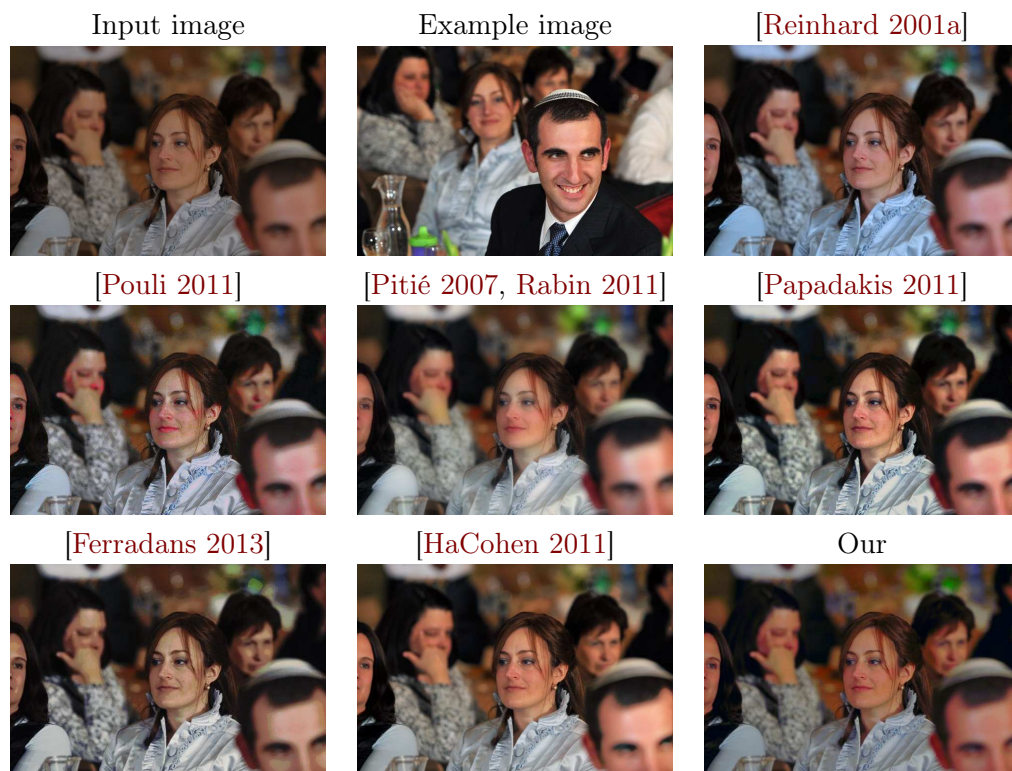 Input image
Example image
[Reinhard 2001a]
[Pouli 2011]
[Pitié 2007, Rabin 2011]
[Papadakis 2011]
[Ferradans 2013]
[HaCohen 2011]
Our